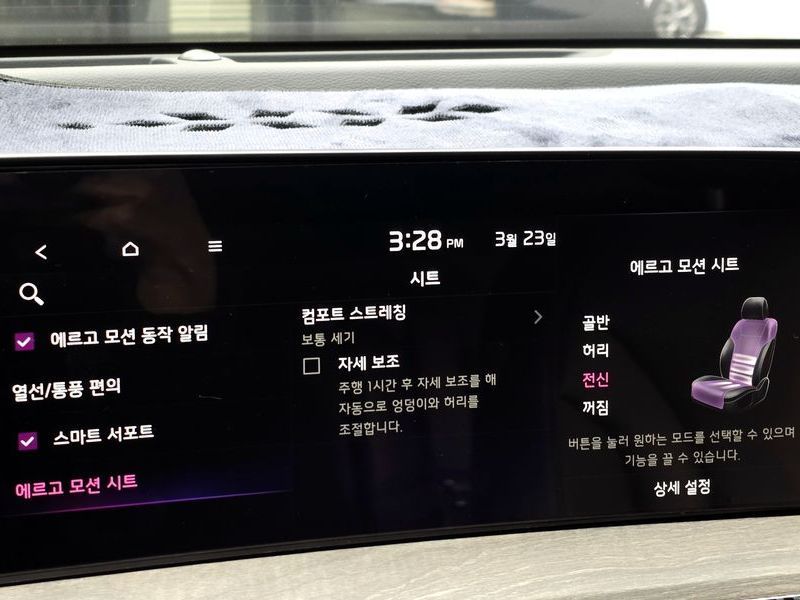 3:28 PM 3월 23일
시트
에르고 모션 동작 알림
열선/통풍 편의
스마트 서포트
에르고 모션 시트
컴포트 스트레칭
보통 세기
자세 보조
주행 1시간 후 자세 보조를 해
자동으로 엉덩이와 허리를
조절합니다.
에르고 모션 시트
골반
허리
전신
꺼짐
버튼을 눌러 원하는 모드를 선택할 수 있으며
기능을 끌 수 있습니다.
상세 설정